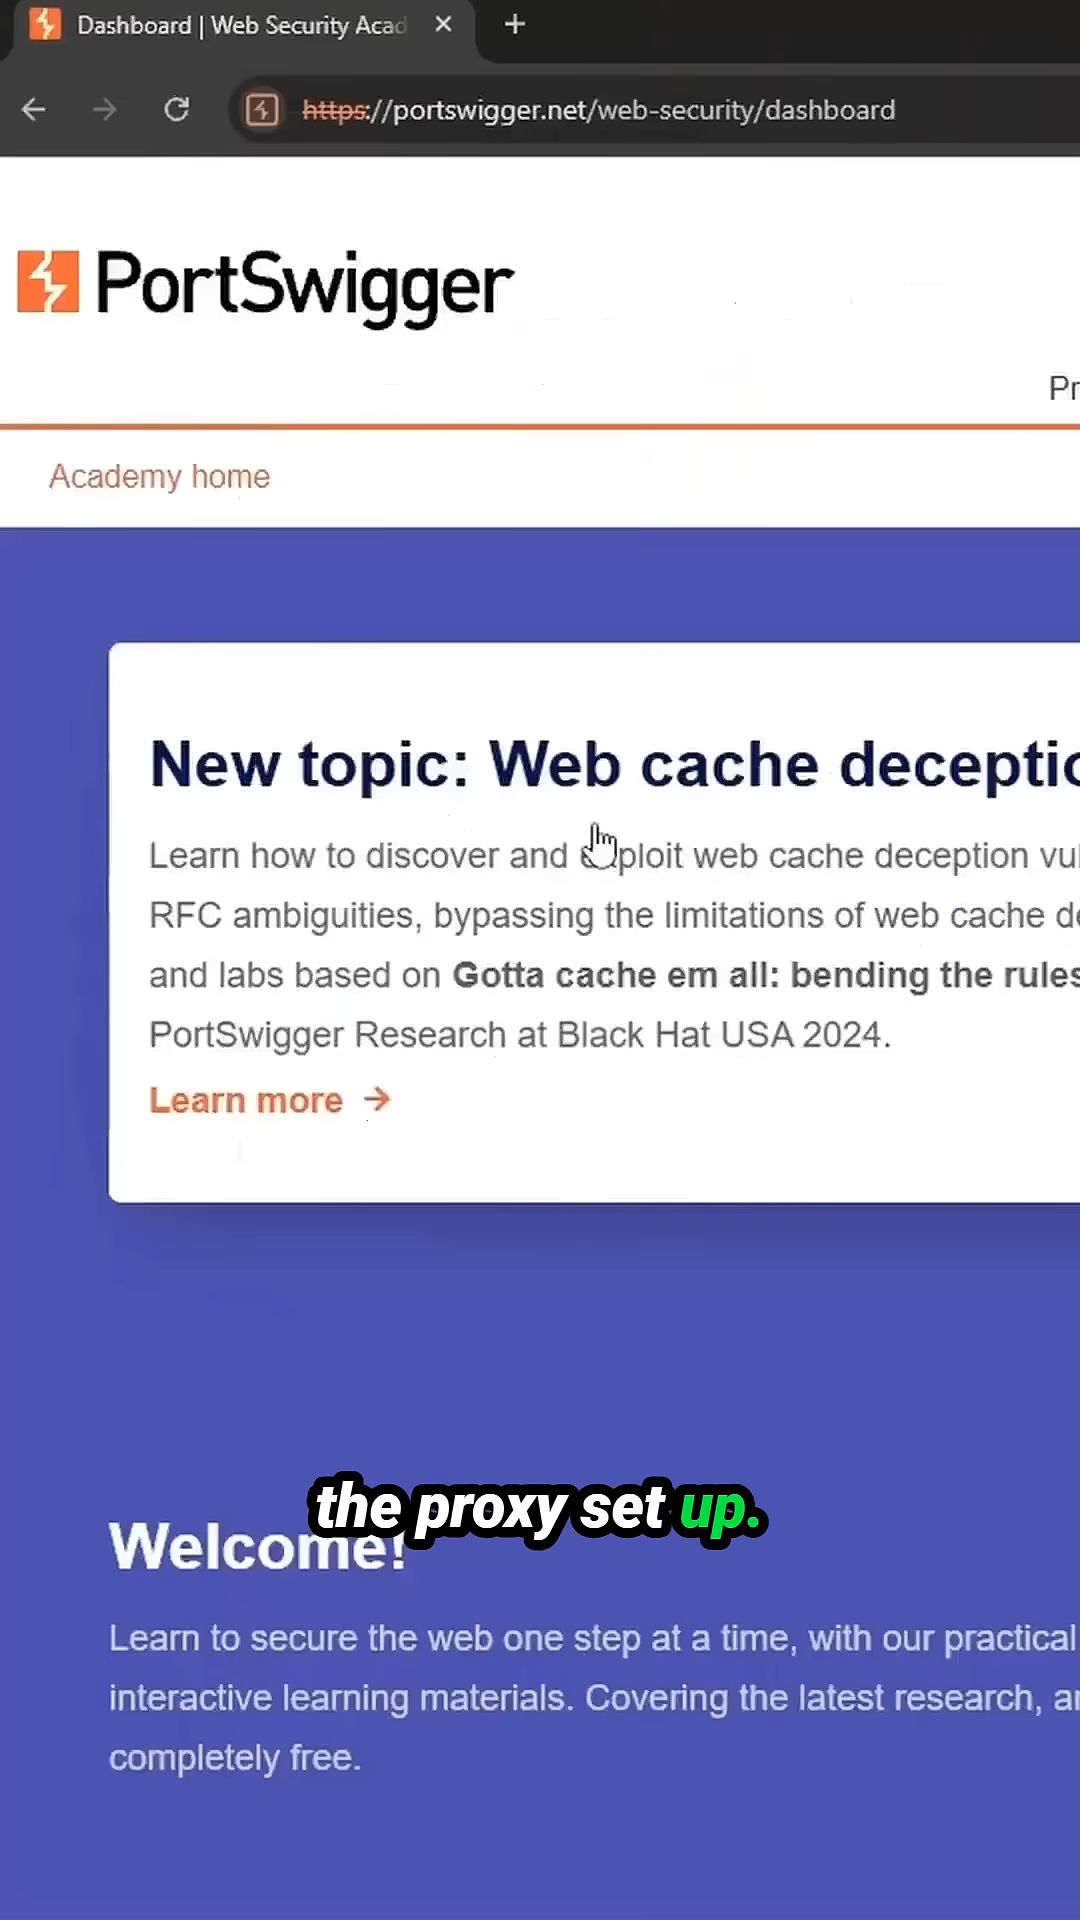 Dashboard | Web Security Acad
https://portswigger.net/web-security/dashboard
PortSwigger
Pr
Academy home
New topic: Web cache deceptio
Learn how to discover and exploit web cache deception vul
RFC ambiguities, bypassing the limitations of web cache de
and labs based on Gotta cache em all: bending the rules
PortSwigger Research at Black Hat USA 2024.
Learn more →
the proxy set up.
Welcome!
Learn to secure the web one step at a time, with our practical
interactive learning materials. Covering the latest research, an
completely free.